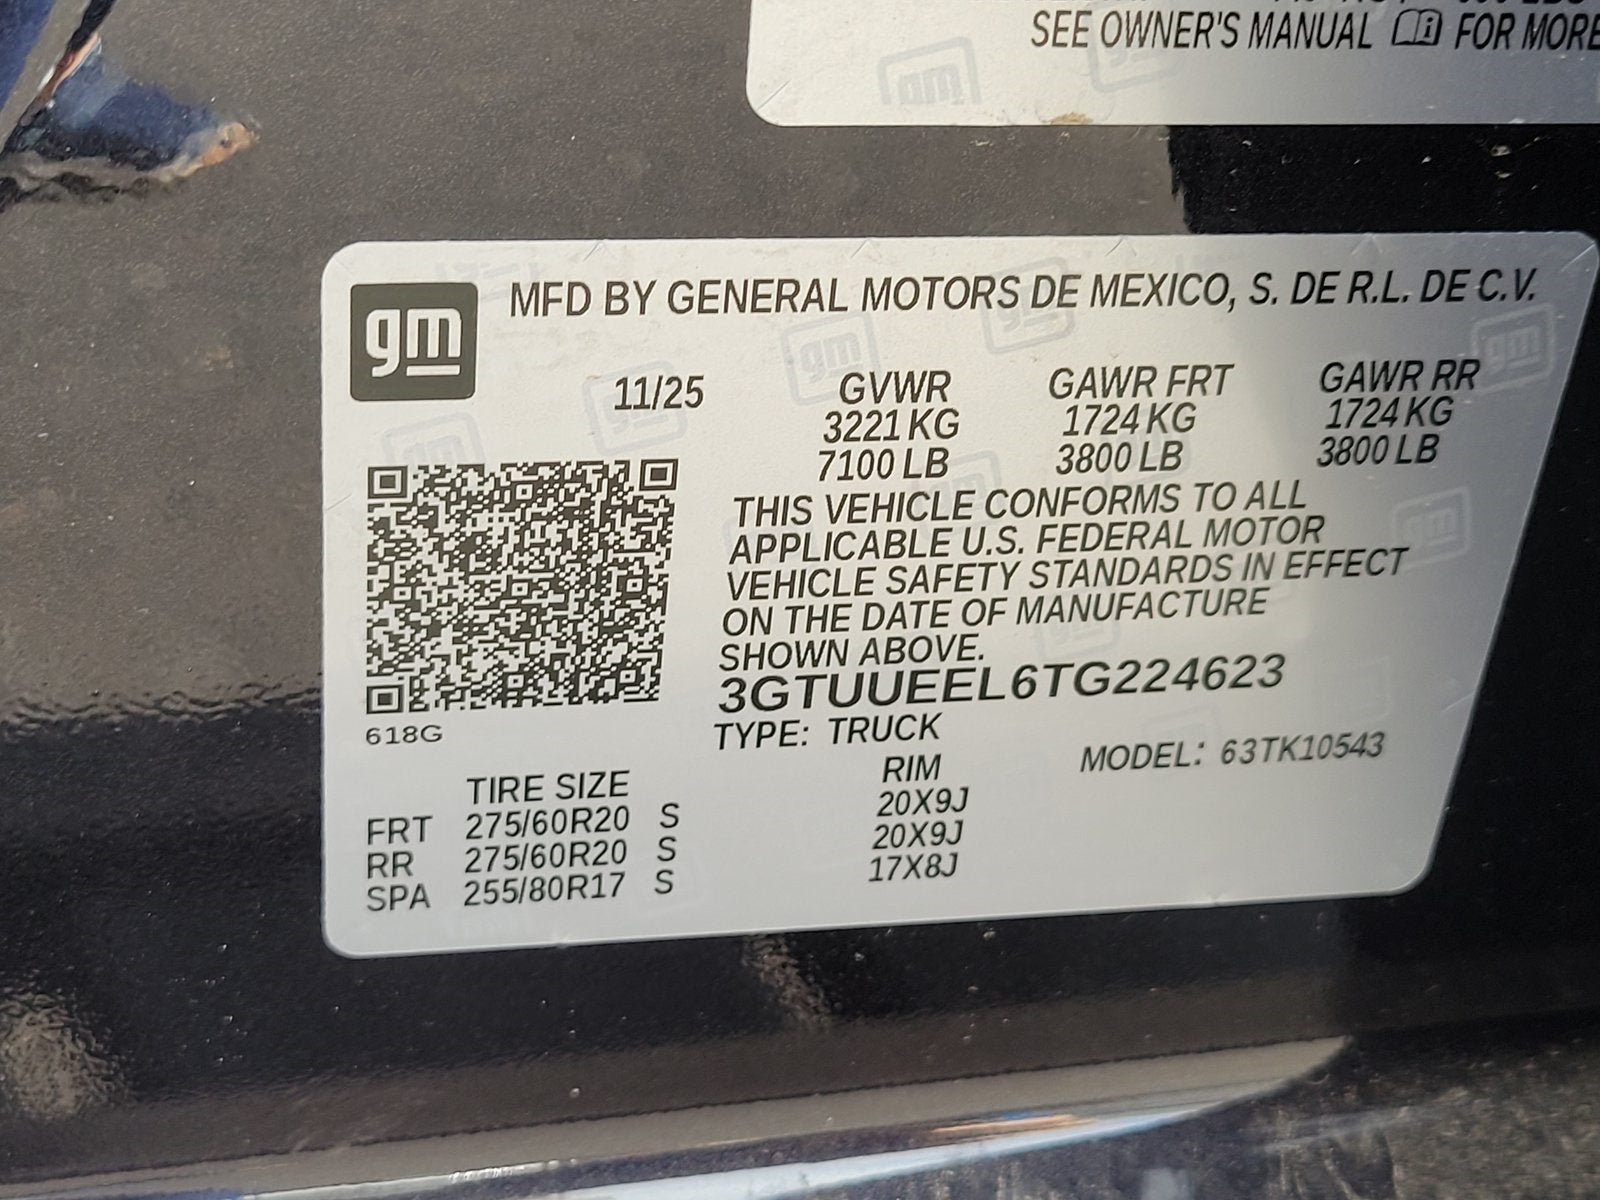 SEE OWNER'S MANUAL FOR MORE
gm
MFD BY GENERAL MOTORS DE MEXICO, S. DE R.L. DE C.V.
11/25 GVWR GAWR FRT GAWR RR
3221 KG 1724 KG 1724 KG
7100 LB 3800 LB 3800 LB
THIS VEHICLE CONFORMS TO ALL
APPLICABLE U.S. FEDERAL MOTOR
VEHICLE SAFETY STANDARDS IN EFFECT
ON THE DATE OF MANUFACTURE
SHOWN ABOVE.
3GTUUEEL6TG224623
618G
TYPE: TRUCK MODEL: 63TK10543
TIRE SIZE RIM
FRT 275/60R20 S 20X9J
RR 275/60R20 S 20X9J
SPA 255/80R17 S 17X8J